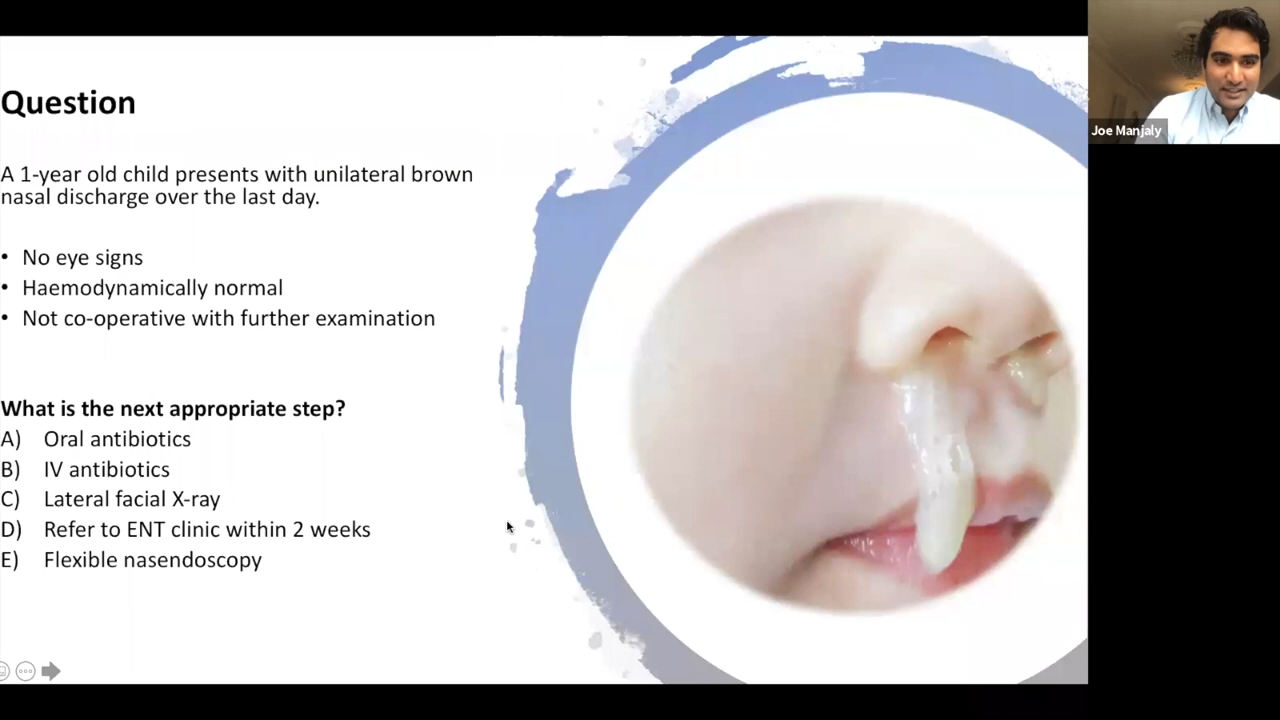 Question
A 1-year old child presents with unilateral brown
nasal discharge over the last day.
• No eye signs
• Haemodynamically normal
• Not co-operative with further examination
What is the next appropriate step?
A) Oral antibiotics
B) IV antibiotics
C) Lateral facial X-ray
D) Refer to ENT clinic within 2 weeks
E) Flexible nasendoscopy
Joe Manjaly